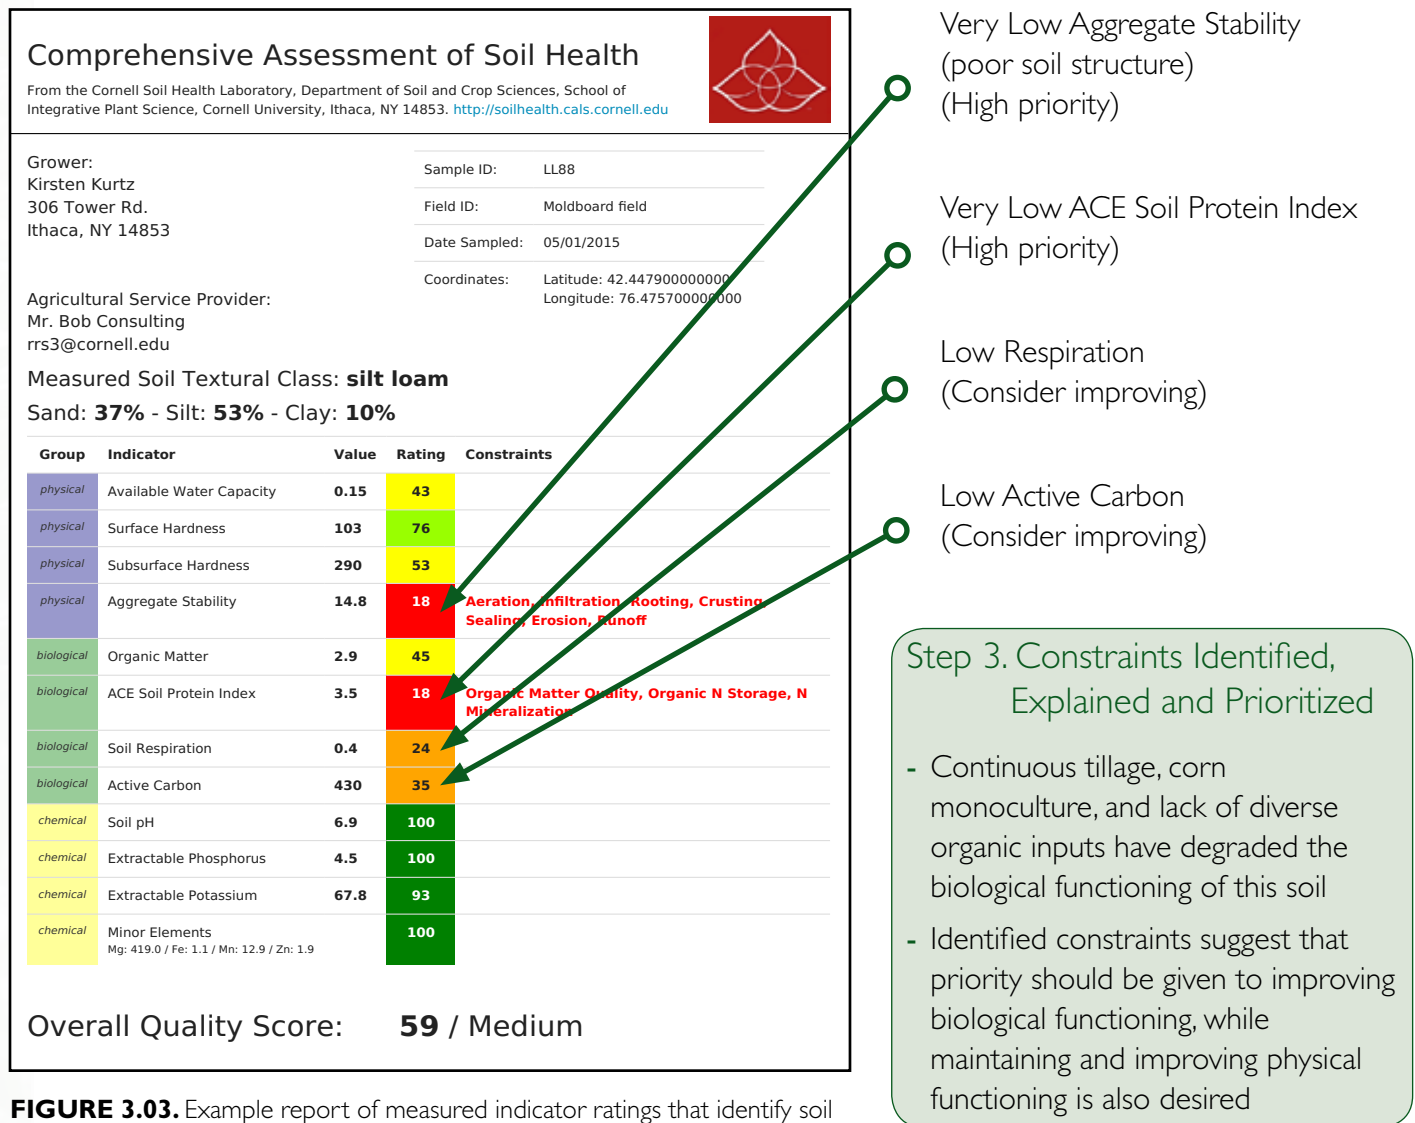 Comprehensive Assessment of Soil Health
From the Cornell Soil Health Laboratory, Department of Soil and Crop Sciences, School of
Integrative Plant Science, Cornell University, Ithaca, NY 14853. http://soilhealth.cals.cornell.edu
Grower:
Kirsten Kurtz
306 Tower Rd.
Ithaca, NY 14853
Agricultural Service Provider:
Mr. Bob Consulting
rrs3@cornell.edu
Sample ID: LL88
Field ID: Moldboard field
Date Sampled: 05/01/2015
Coordinates: Latitude: 42.447900000000
Longitude: 76.475700000000
Measured Soil Textural Class: silt loam
Sand: 37% - Silt: 53% - Clay: 10%
Group Indicator Value Rating Constraints
physical Available Water Capacity 0.15 43
physical Surface Hardness 103 76
physical Subsurface Hardness 290 53
physical Aggregate Stability 14.8 18 Aeration, Infiltration, Rooting, Crusting,
Sealing, Erosion, Runoff
biological Organic Matter 2.9 45
biological ACE Soil Protein Index 3.5 18 Organic Matter Quality, Organic N Storage, N
Mineralization
biological Soil Respiration 0.4 24
biological Active Carbon 430 35
chemical Soil pH 6.9 100
chemical Extractable Phosphorus 4.5 100
chemical Extractable Potassium 67.8 93
chemical Minor Elements 100
Mg: 419.0 / Fe: 1.1 / Mn: 12.9 / Zn: 1.9
Overall Quality Score: 59 / Medium
FIGURE 3.03. Example report of measured indicator ratings that identify soil
Very Low Aggregate Stability
(poor soil structure)
(High priority)
Very Low ACE Soil Protein Index
(High priority)
Low Respiration
(Consider improving)
Low Active Carbon
(Consider improving)
Step 3. Constraints Identified,
Explained and Prioritized
- Continuous tillage, corn
monoculture, and lack of diverse
organic inputs have degraded the
biological functioning of this soil
- Identified constraints suggest that
priority should be given to improving
biological functioning, while
maintaining and improving physical
functioning is also desired